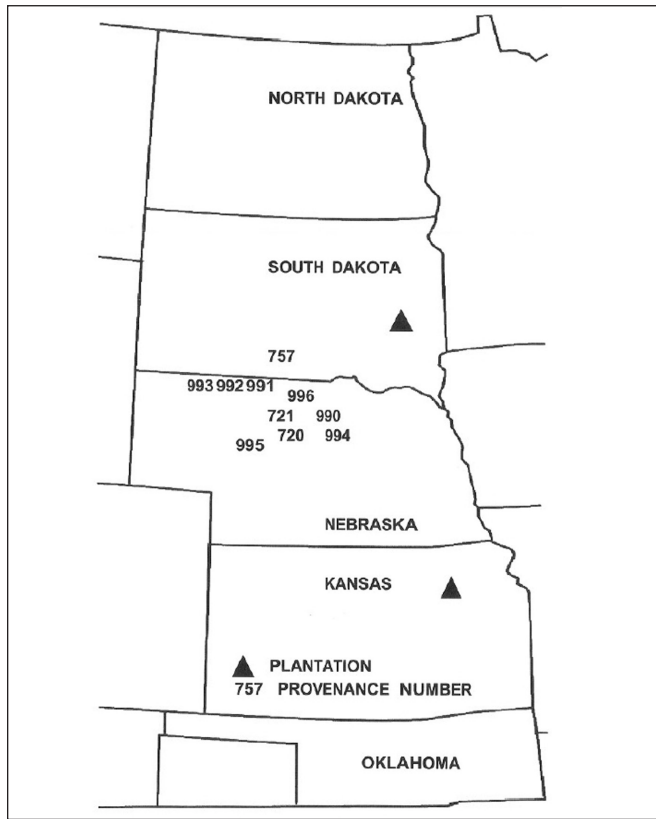 NORTH DAKOTA
SOUTH DAKOTA
757
993 992 991
996
721 990
720 994
995
NEBRASKA
KANSAS
PLANTATION
757 PROVENANCE NUMBER
OKLAHOMA